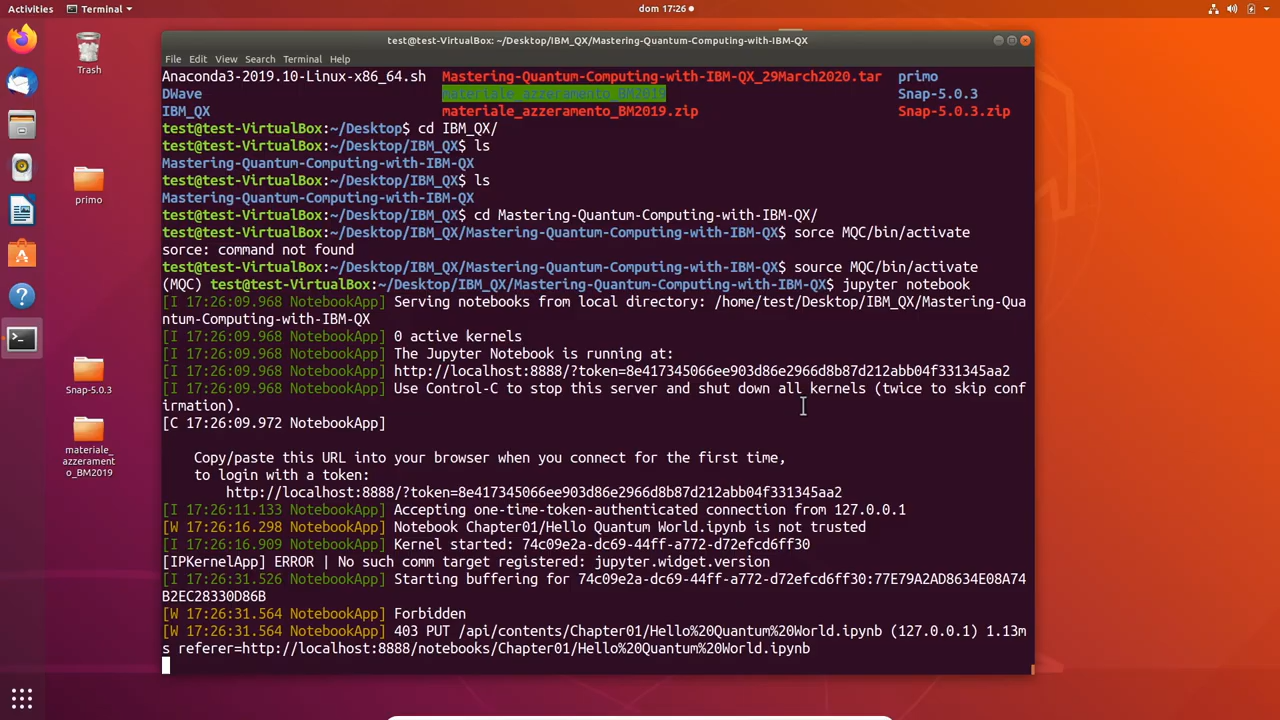 Activities Terminal dom 17:26
test@test-VirtualBox: ~/Desktop/IBM_QX/Mastering-Quantum-Computing-with-IBM-QX
File Edit View Search Terminal Help
Trash
primo
Snap-5.0.3
materiale_
azzerament
o_BM2019
Anaconda3-2019.10-Linux-x86_64.sh Mastering-Quantum-Computing-with-IBM-QX_29March2020.tar primo
DWave materiale_azzeramento_BM2019 Snap-5.0.3
IBM_QX materiale_azzeramento_BM2019.zip Snap-5.0.3.zip
test@test-VirtualBox:~/Desktop$ cd IBM_QX/
test@test-VirtualBox:~/Desktop/IBM_QX$ ls
Mastering-Quantum-Computing-with-IBM-QX
test@test-VirtualBox:~/Desktop/IBM_QX$ ls
Mastering-Quantum-Computing-with-IBM-QX
test@test-VirtualBox:~/Desktop/IBM_QX$ cd Mastering-Quantum-Computing-with-IBM-QX/
test@test-VirtualBox:~/Desktop/IBM_QX/Mastering-Quantum-Computing-with-IBM-QX$ sorce MQC/bin/activate
sorce: command not found
test@test-VirtualBox:~/Desktop/IBM_QX/Mastering-Quantum-Computing-with-IBM-QX$ source MQC/bin/activate
(MQC) test@test-VirtualBox:~/Desktop/IBM_QX/Mastering-Quantum-Computing-with-IBM-QX$ jupyter notebook
[I 17:26:09.968 NotebookApp] Serving notebooks from local directory: /home/test/Desktop/IBM_QX/Mastering-Qua
ntum-Computing-with-IBM-QX
[I 17:26:09.968 NotebookApp] 0 active kernels
[I 17:26:09.968 NotebookApp] The Jupyter Notebook is running at:
[I 17:26:09.968 NotebookApp] http://localhost:8888/?token=8e417345066ee903d86e2966d8b87d212abb04f331345aa2
[I 17:26:09.968 NotebookApp] Use Control-C to stop this server and shut down all kernels (twice to skip conf
irmation).
[C 17:26:09.972 NotebookApp]
Copy/paste this URL into your browser when you connect for the first time,
to login with a token:
http://localhost:8888/?token=8e417345066ee903d86e2966d8b87d212abb04f331345aa2
[I 17:26:11.133 NotebookApp] Accepting one-time-token-authenticated connection from 127.0.0.1
[W 17:26:16.298 NotebookApp] Notebook Chapter01/Hello Quantum World.ipynb is not trusted
[I 17:26:16.909 NotebookApp] Kernel started: 74c09e2a-dc69-44ff-a772-d72efcd6ff30
[IPKernelApp] ERROR | No such comm target registered: jupyter.widget.version
[I 17:26:31.526 NotebookApp] Starting buffering for 74c09e2a-dc69-44ff-a772-d72efcd6ff30:77E79A2AD8634E08A74
B2EC28330D86B
[W 17:26:31.564 NotebookApp] Forbidden
[W 17:26:31.564 NotebookApp] 403 PUT /api/contents/Chapter01/Hello%20Quantum%20World.ipynb (127.0.0.1) 1.13m
s referer=http://localhost:8888/notebooks/Chapter01/Hello%20Quantum%20World.ipynb